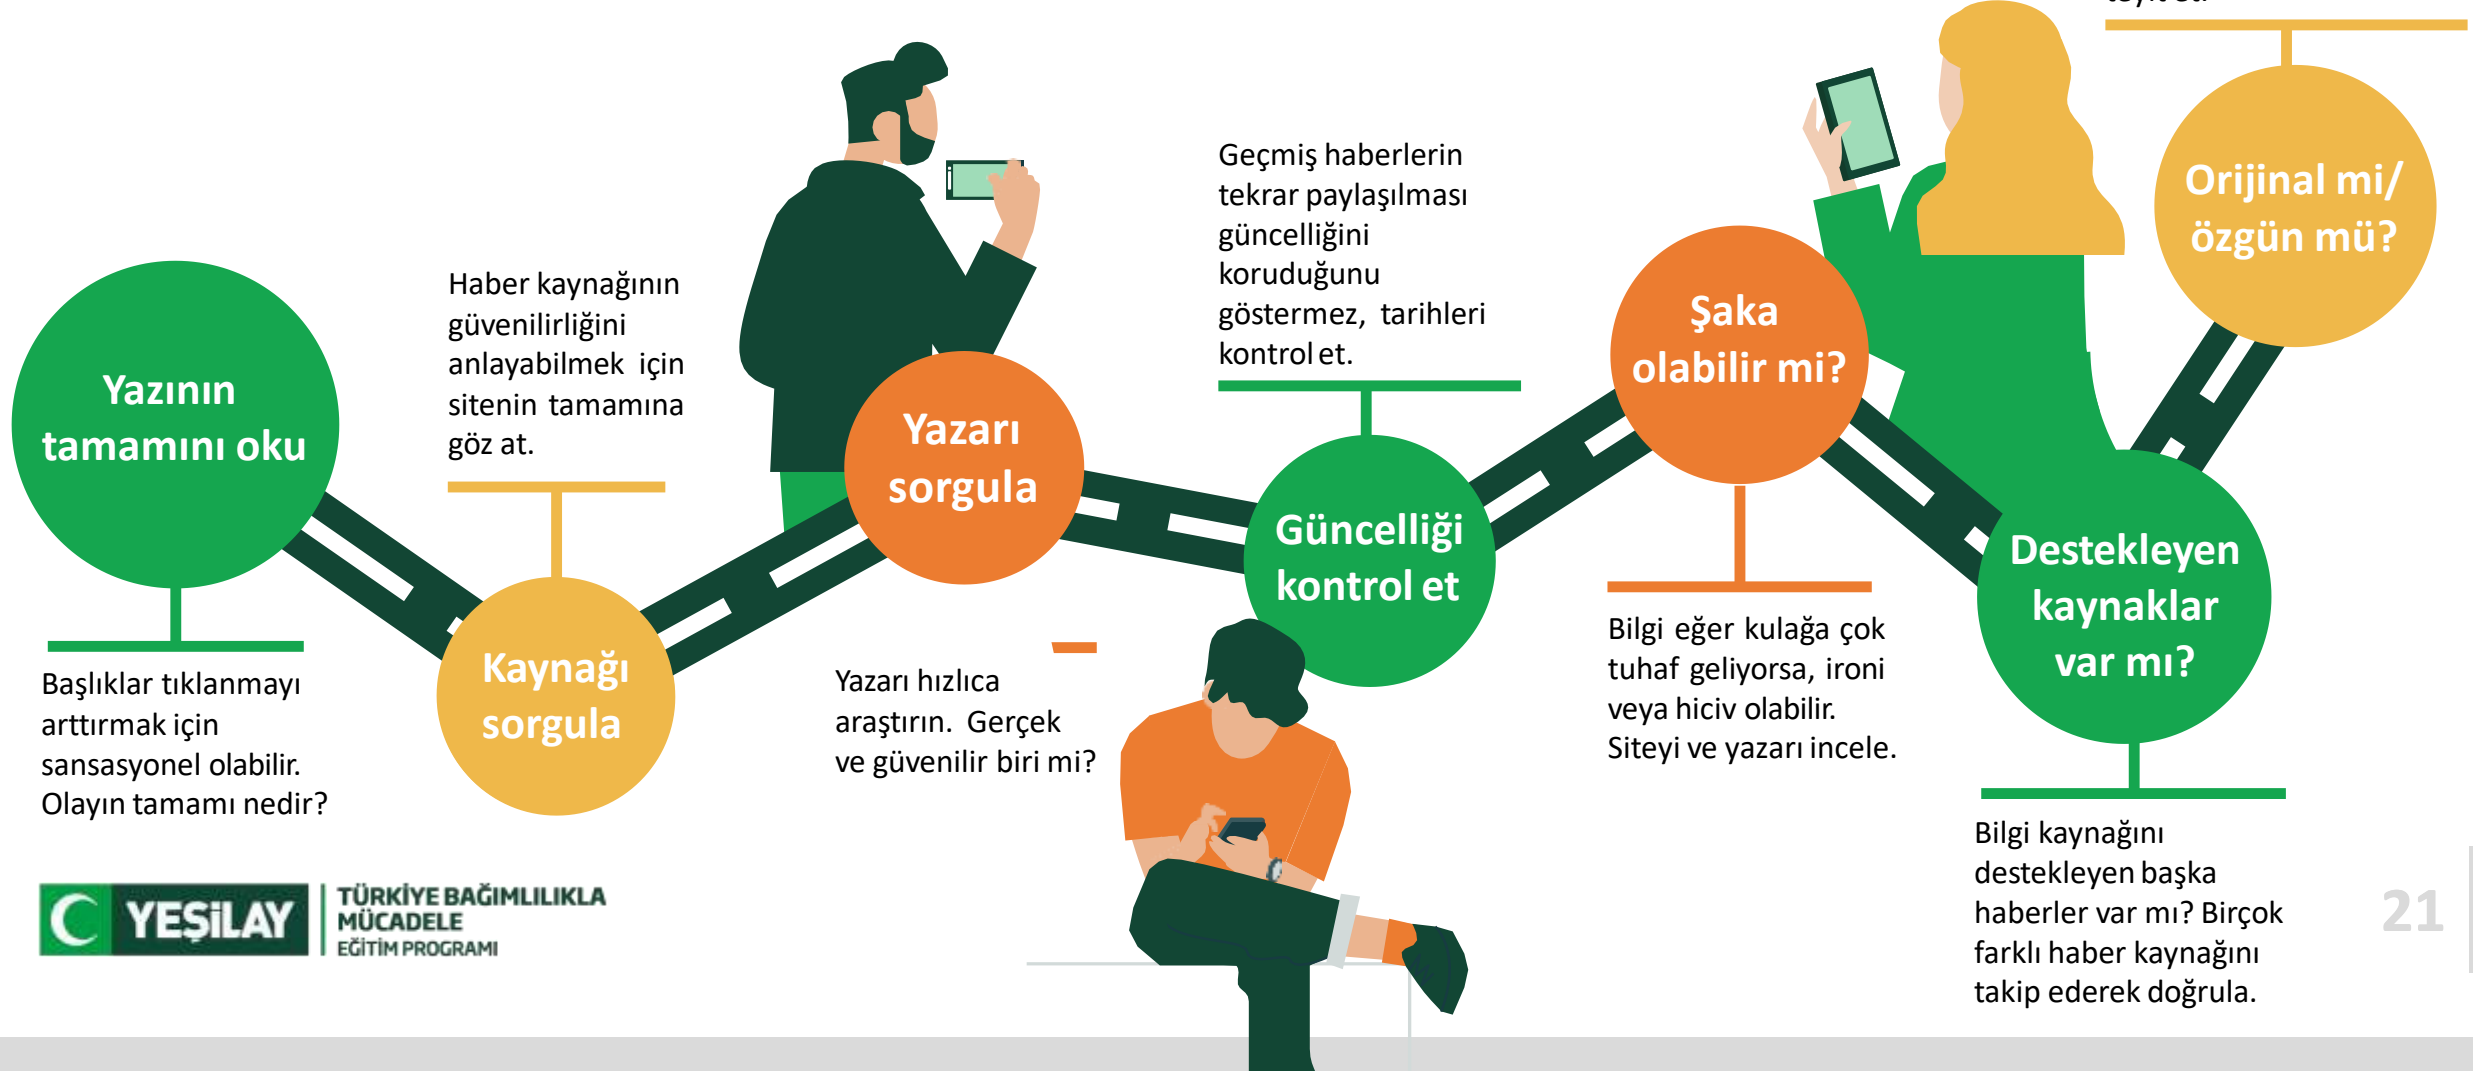 Yazının
tamamını oku
Başlıklar tıklanmayı
arttırmak için
sansasyonel olabilir.
Olayın tamamı nedir?
Haber kaynağının
güvenilirliğini
anlayabilmek için
sitenin tamamına
göz at.
Kaynağı
sorgula
Yazarı
sorgula
Yazarı hızlıca
araştırın. Gerçek
ve güvenilir biri mi?
Geçmiş haberlerin
tekrar paylaşılması
güncelliğini
koruduğunu
göstermez, tarihleri
kontrol et.
Güncelliği
kontrol et
Şaka
olabilir mi?
Bilgi eğer kulağa çok
tuhaf geliyorsa, ironi
veya hiciv olabilir.
Siteyi ve yazarı incele.
Destekleyen
kaynaklar
var mı?
Bilgi kaynağını
destekleyen başka
haberler var mı? Birçok
farklı haber kaynağını
takip ederek doğrula.
Orijinal mi/
özgün mü?
YEŞİLAY
TÜRKİYE BAĞIMLILIKLA
MÜCADELE
EĞİTİM PROGRAMI
21